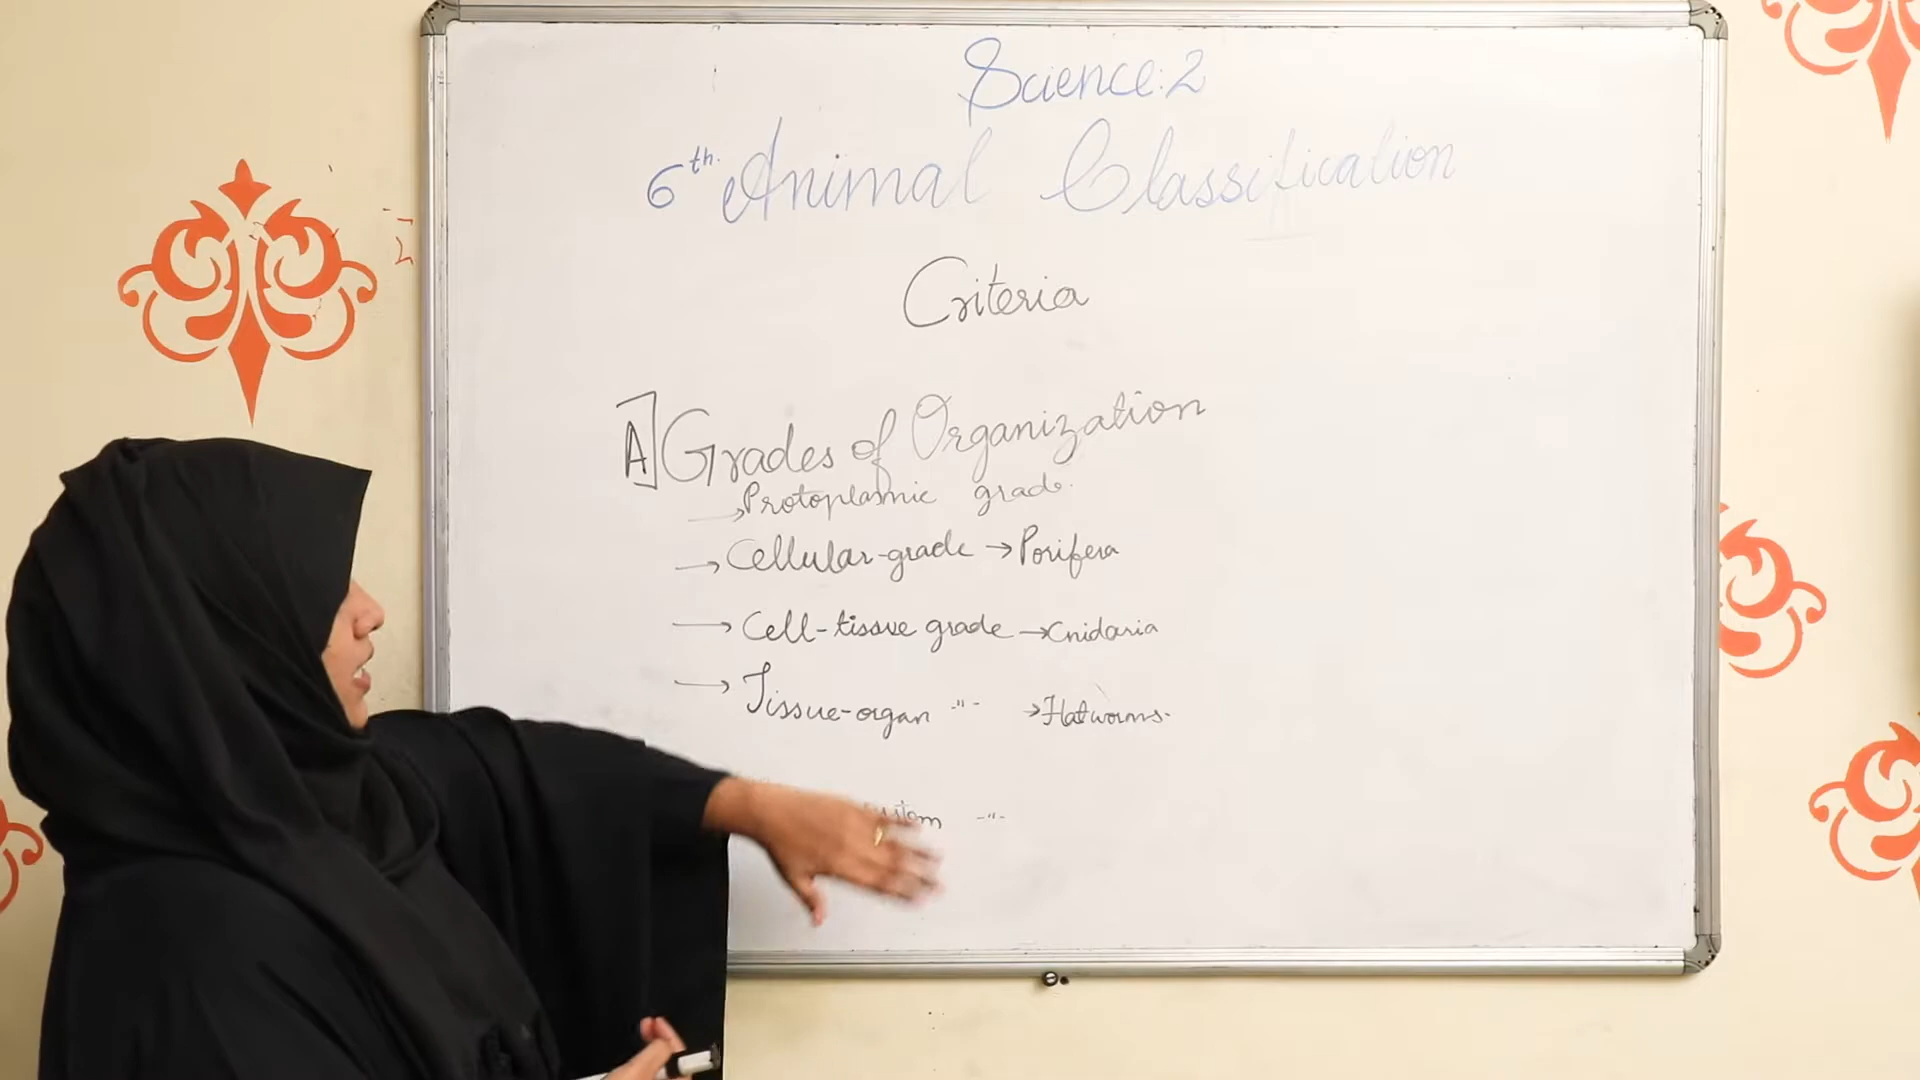 Science:2
6th. Animal Classification
Criteria
A] Grades of Organization
→ Protoplasmic grade.
→ Cellular-grade → Porifera
→ Cell-tissue grade → Cnidaria
→ Tissue-organ -"- → Flatworms.
-"-